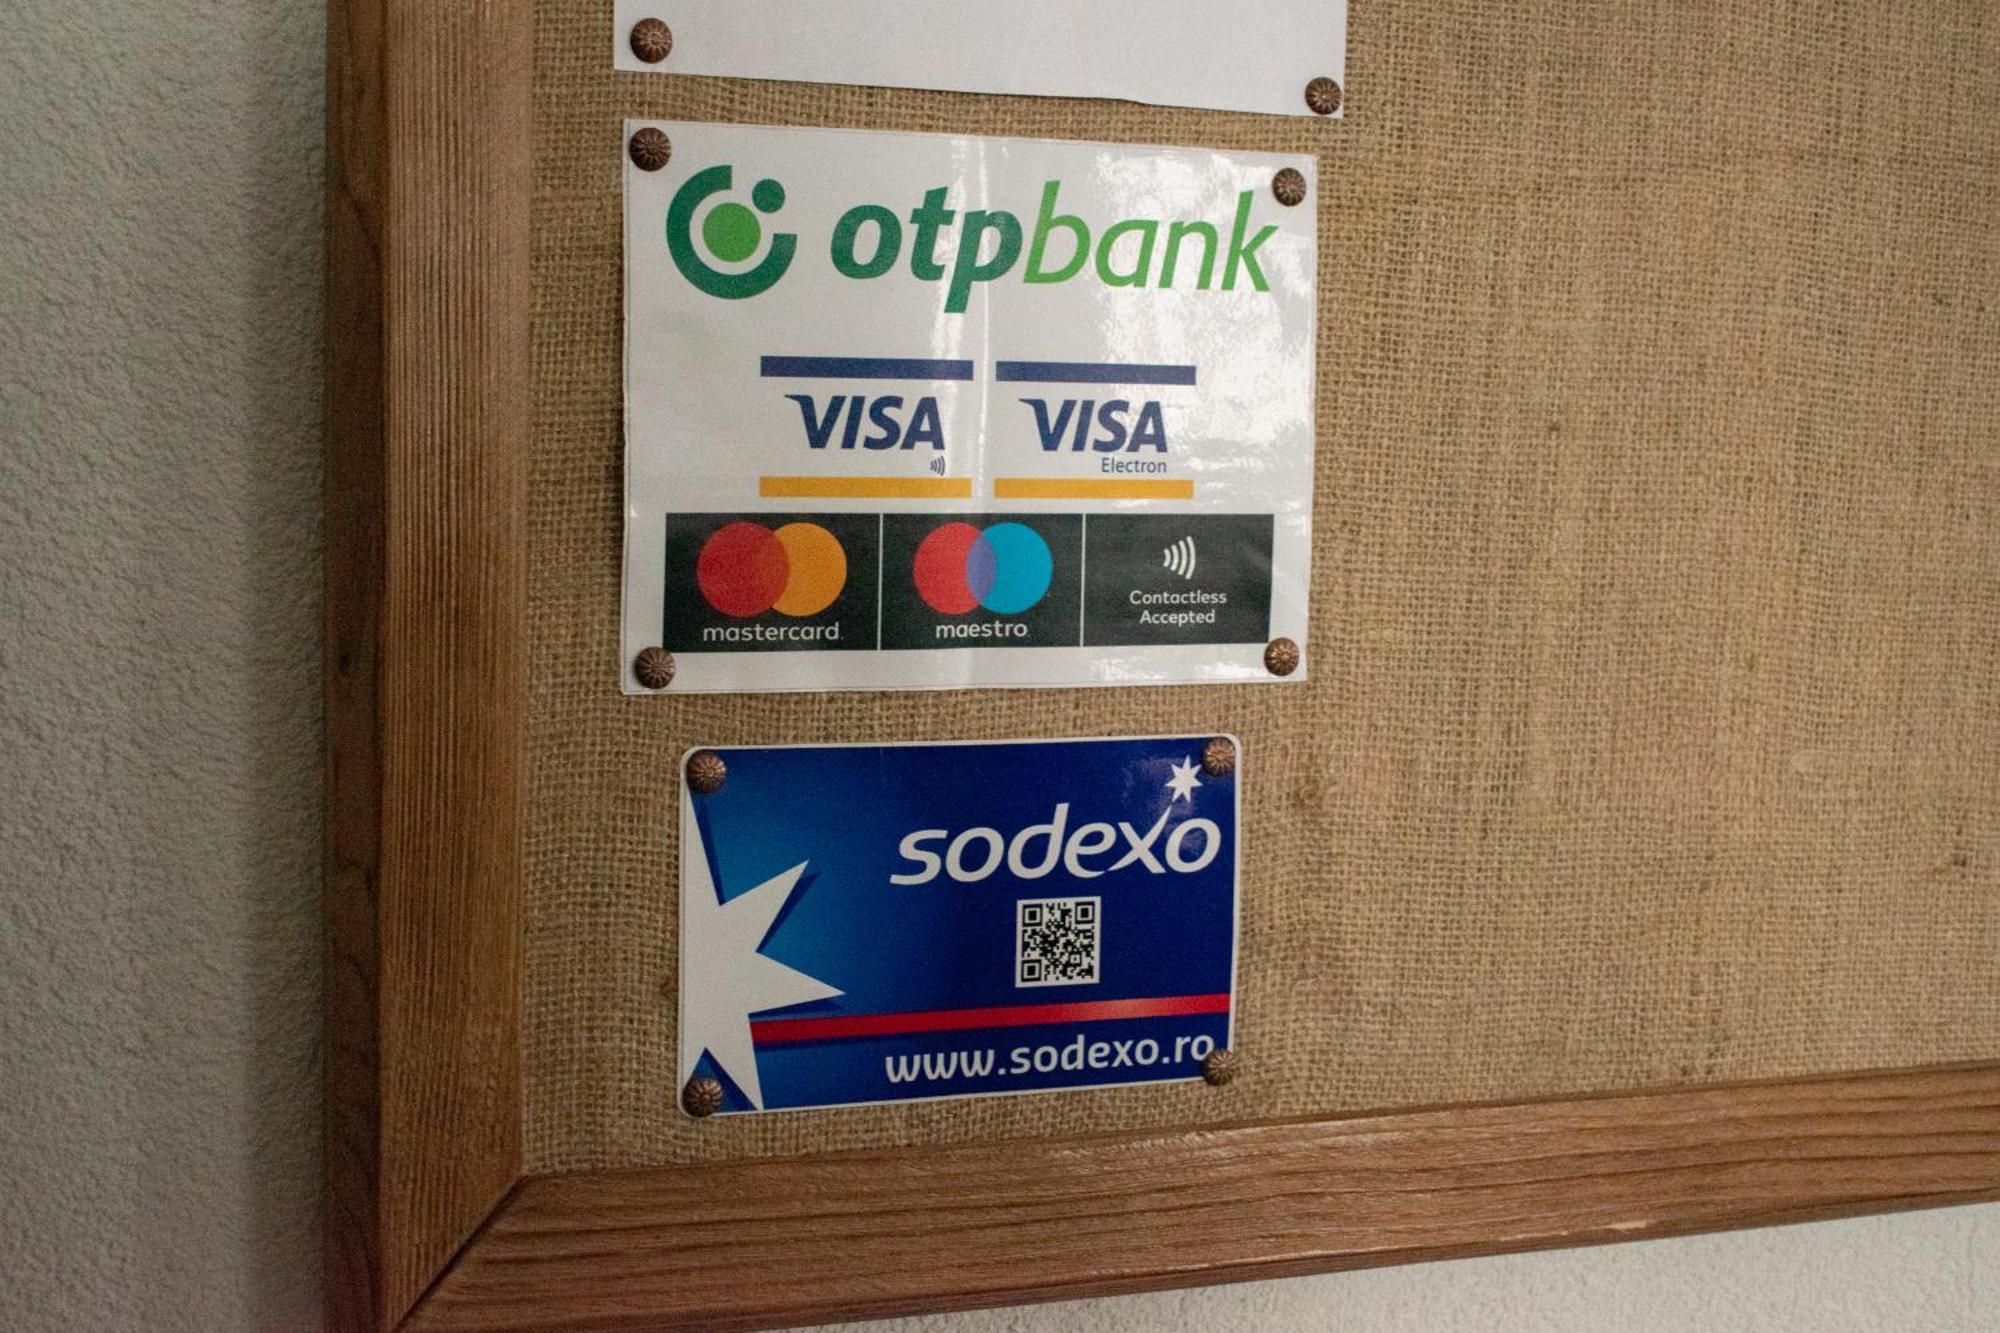 otpbank
VISA
VISA
Electron
mastercard.
maestro
Contactless
Accepted
sodexo
www.sodexo.ro